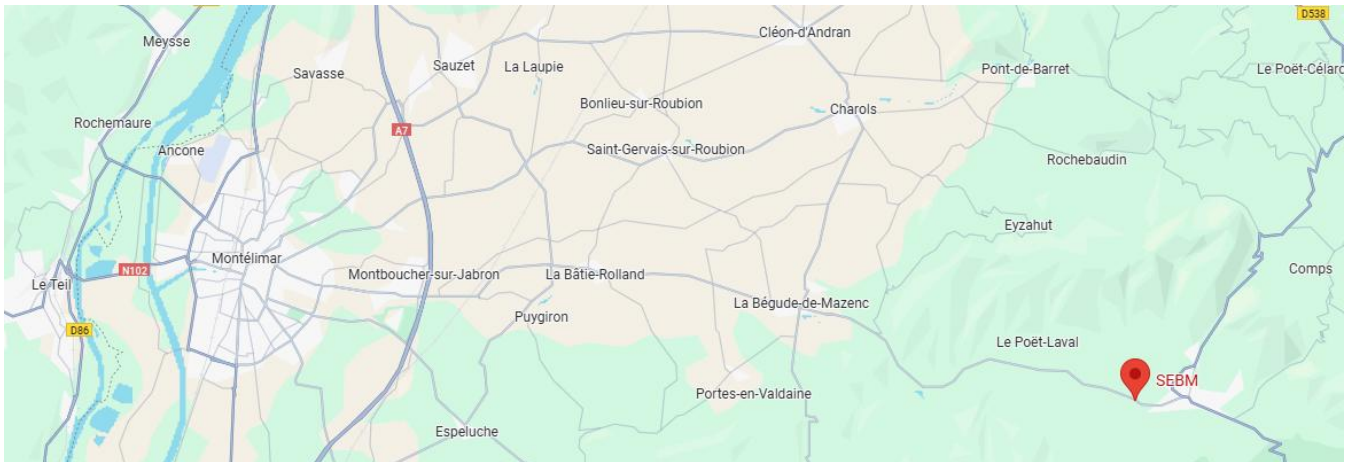 D538
Cléon-d'Andran
Meysse
Sauzet
La Laupie
Savasse
Pont-de-Barret
Le Poët-Célard
Bonlieu-sur-Roubion
Charols
Rochemaure
A7
Ancone
Saint-Gervais-sur-Roubion
Rochebaudin
Eyzahut
Montélimar
N102
Montboucher-sur-Jabron
La Bâtie-Rolland
Comps
Le Teil
La Bégude-de-Mazenc
Puygiron
D86
Le Poët-Laval
SEBM
Portes-en-Valdaine
Espeluche